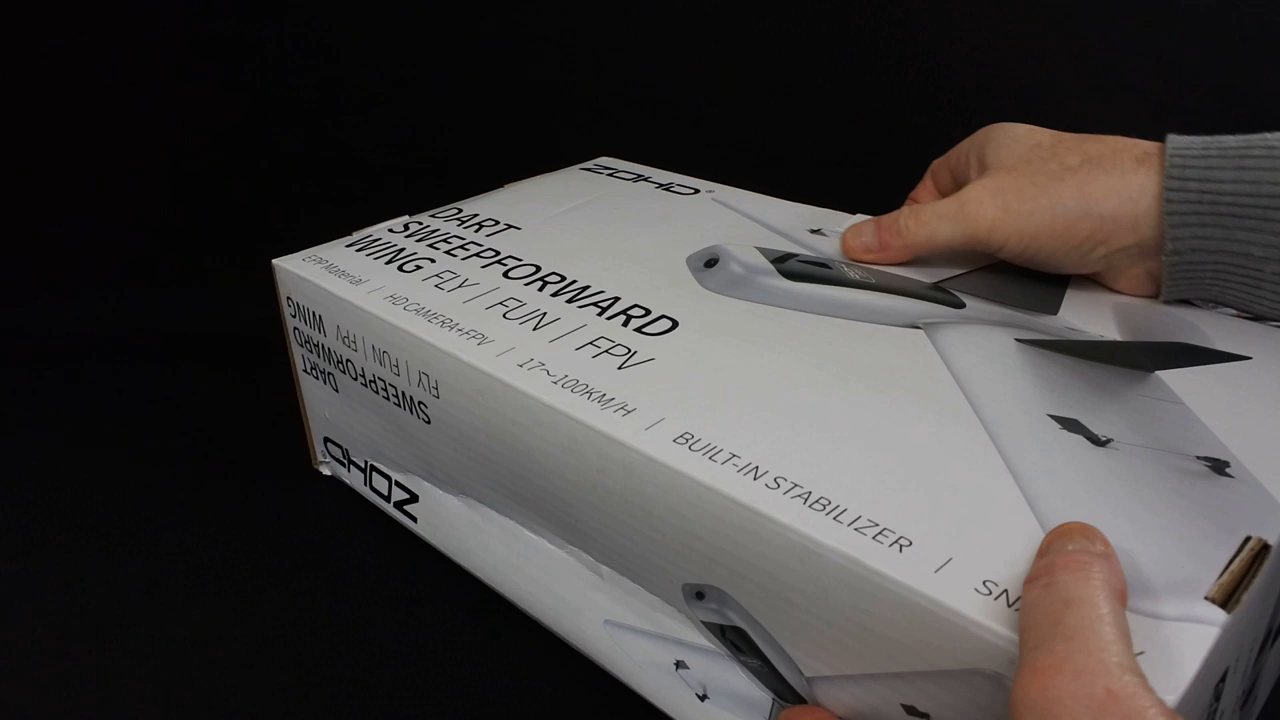 ZOHD®
DART
SWEEPFORWARD
WING FLY | FUN | FPV
EPP Material | HD CAMERA+FPV | 17~100KM/H | BUILT-IN STABILIZER |
DART
SWEEPFORWARD
WING FLY | FUN | FPV
ZOHD®